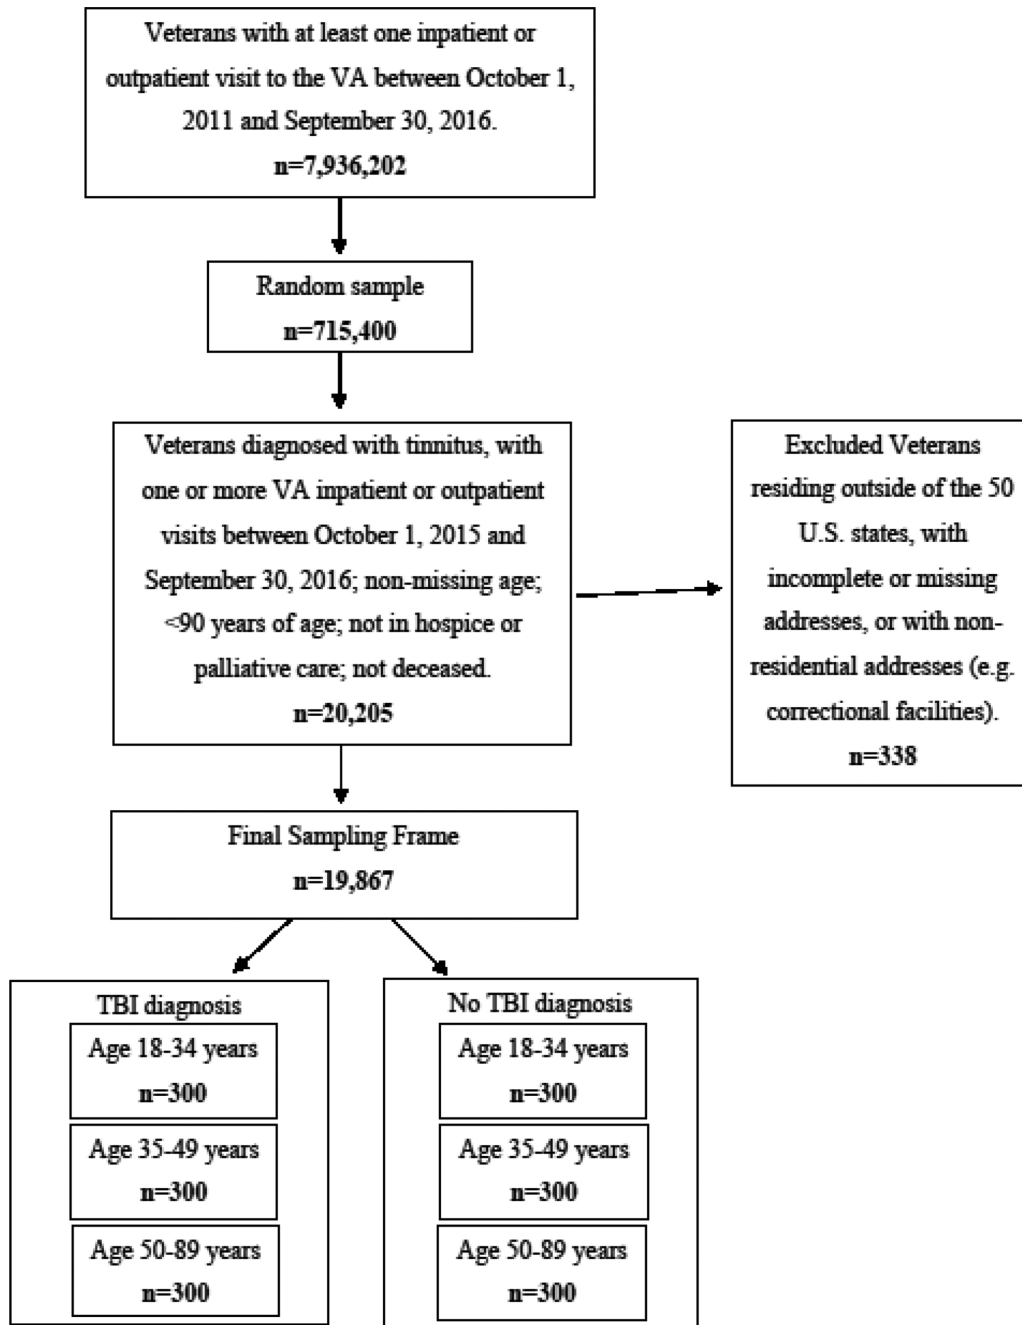 Veterans with at least one inpatient or
outpatient visit to the VA between October 1,
2011 and September 30, 2016.
n=7,936,202
Random sample
n=715,400
Veterans diagnosed with tinnitus, with
one or more VA inpatient or outpatient
visits between October 1, 2015 and
September 30, 2016; non-missing age;
<90 years of age; not in hospice or
palliative care; not deceased.
n=20,205
Excluded Veterans
residing outside of the 50
U.S. states, with
incomplete or missing
addresses, or with non-
residential addresses (e.g.
correctional facilities).
n=338
Final Sampling Frame
n=19,867
TBI diagnosis
Age 18-34 years
n=300
Age 35-49 years
n=300
Age 50-89 years
n=300
No TBI diagnosis
Age 18-34 years
n=300
Age 35-49 years
n=300
Age 50-89 years
n=300